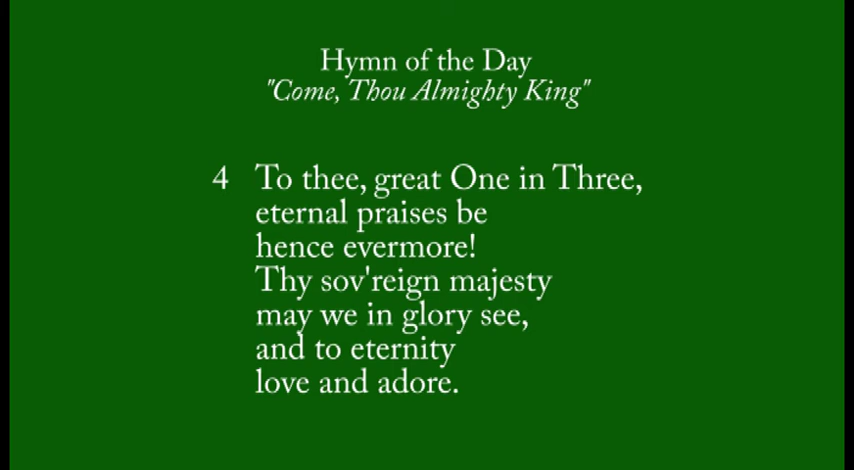 Hymn of the Day
"Come, Thou Almighty King"
4 To thee, great One in Three,
eternal praises be
hence evermore!
Thy sov'reign majesty
may we in glory see,
and to eternity
love and adore.